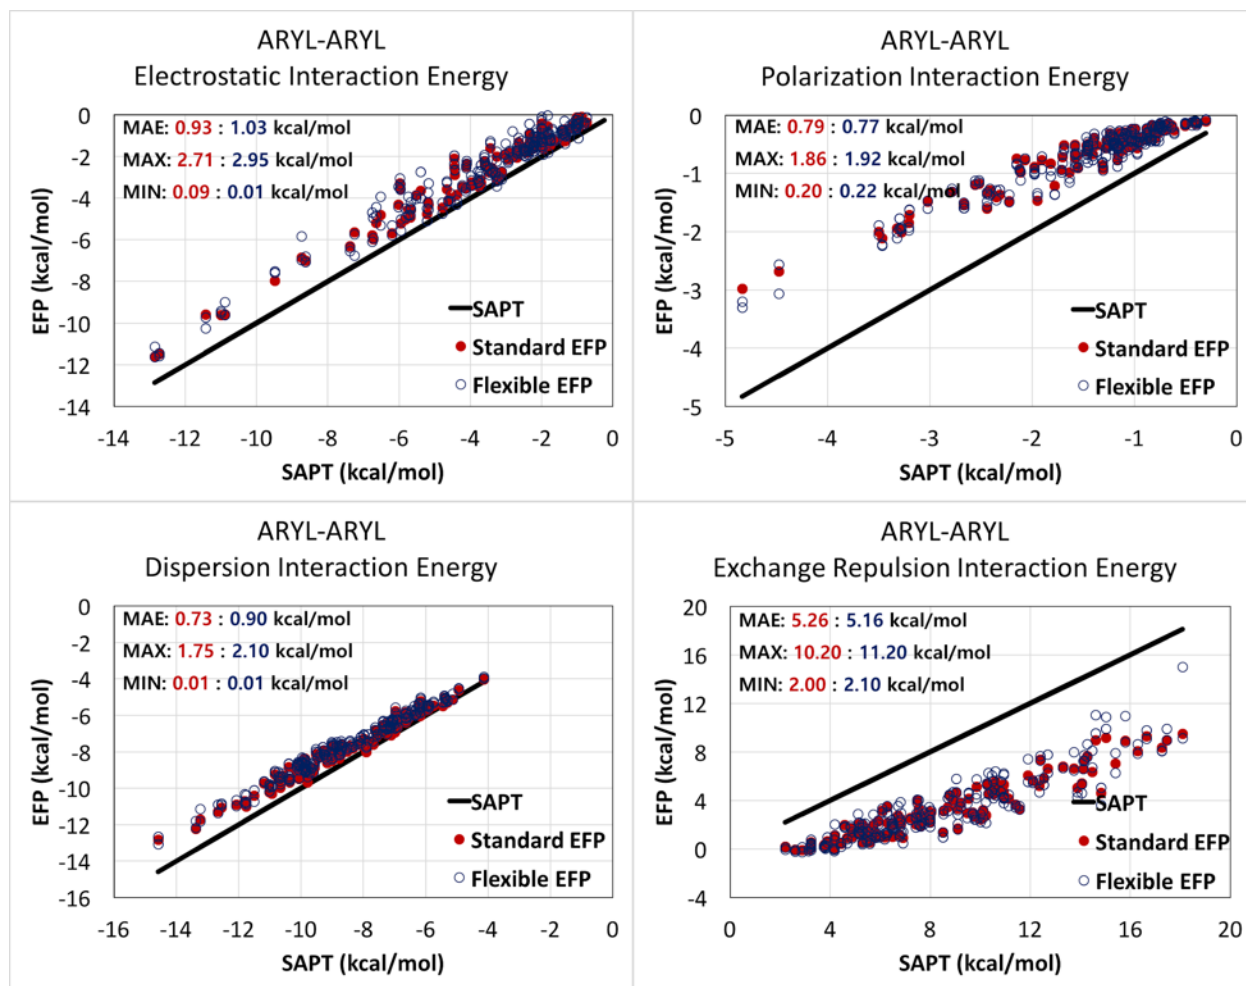 ARYL-ARYL
Electrostatic Interaction Energy
MAE: 0.93 : 1.03 kcal/mol
MAX: 2.71 : 2.95 kcal/mol
MIN: 0.09 : 0.01 kcal/mol
0
-2
-4
-6
-8
-10
-12
-14
EFP (kcal/mol)
SAPT
Standard EFP
Flexible EFP
-14 -12 -10 -8 -6 -4 -2 0
SAPT (kcal/mol)
ARYL-ARYL
Polarization Interaction Energy
MAE: 0.79 : 0.77 kcal/mol
MAX: 1.86 : 1.92 kcal/mol
MIN: 0.20 : 0.22 kcal/mol
0
-1
-2
-3
-4
-5
EFP (kcal/mol)
SAPT
Standard EFP
Flexible EFP
-5 -4 -3 -2 -1 0
SAPT (kcal/mol)
ARYL-ARYL
Dispersion Interaction Energy
MAE: 0.73 : 0.90 kcal/mol
MAX: 1.75 : 2.10 kcal/mol
MIN: 0.01 : 0.01 kcal/mol
0
-2
-4
-6
-8
-10
-12
-14
-16
EFP (kcal/mol)
SAPT
Standard EFP
Flexible EFP
-16 -14 -12 -10 -8 -6 -4 -2 0
SAPT (kcal/mol)
ARYL-ARYL
Exchange Repulsion Interaction Energy
MAE: 5.26 : 5.16 kcal/mol
MAX: 10.20 : 11.20 kcal/mol
MIN: 2.00 : 2.10 kcal/mol
20
16
12
8
4
0
-4
EFP (kcal/mol)
SAPT
Standard EFP
Flexible EFP
0 4 8 12 16 20
SAPT (kcal/mol)